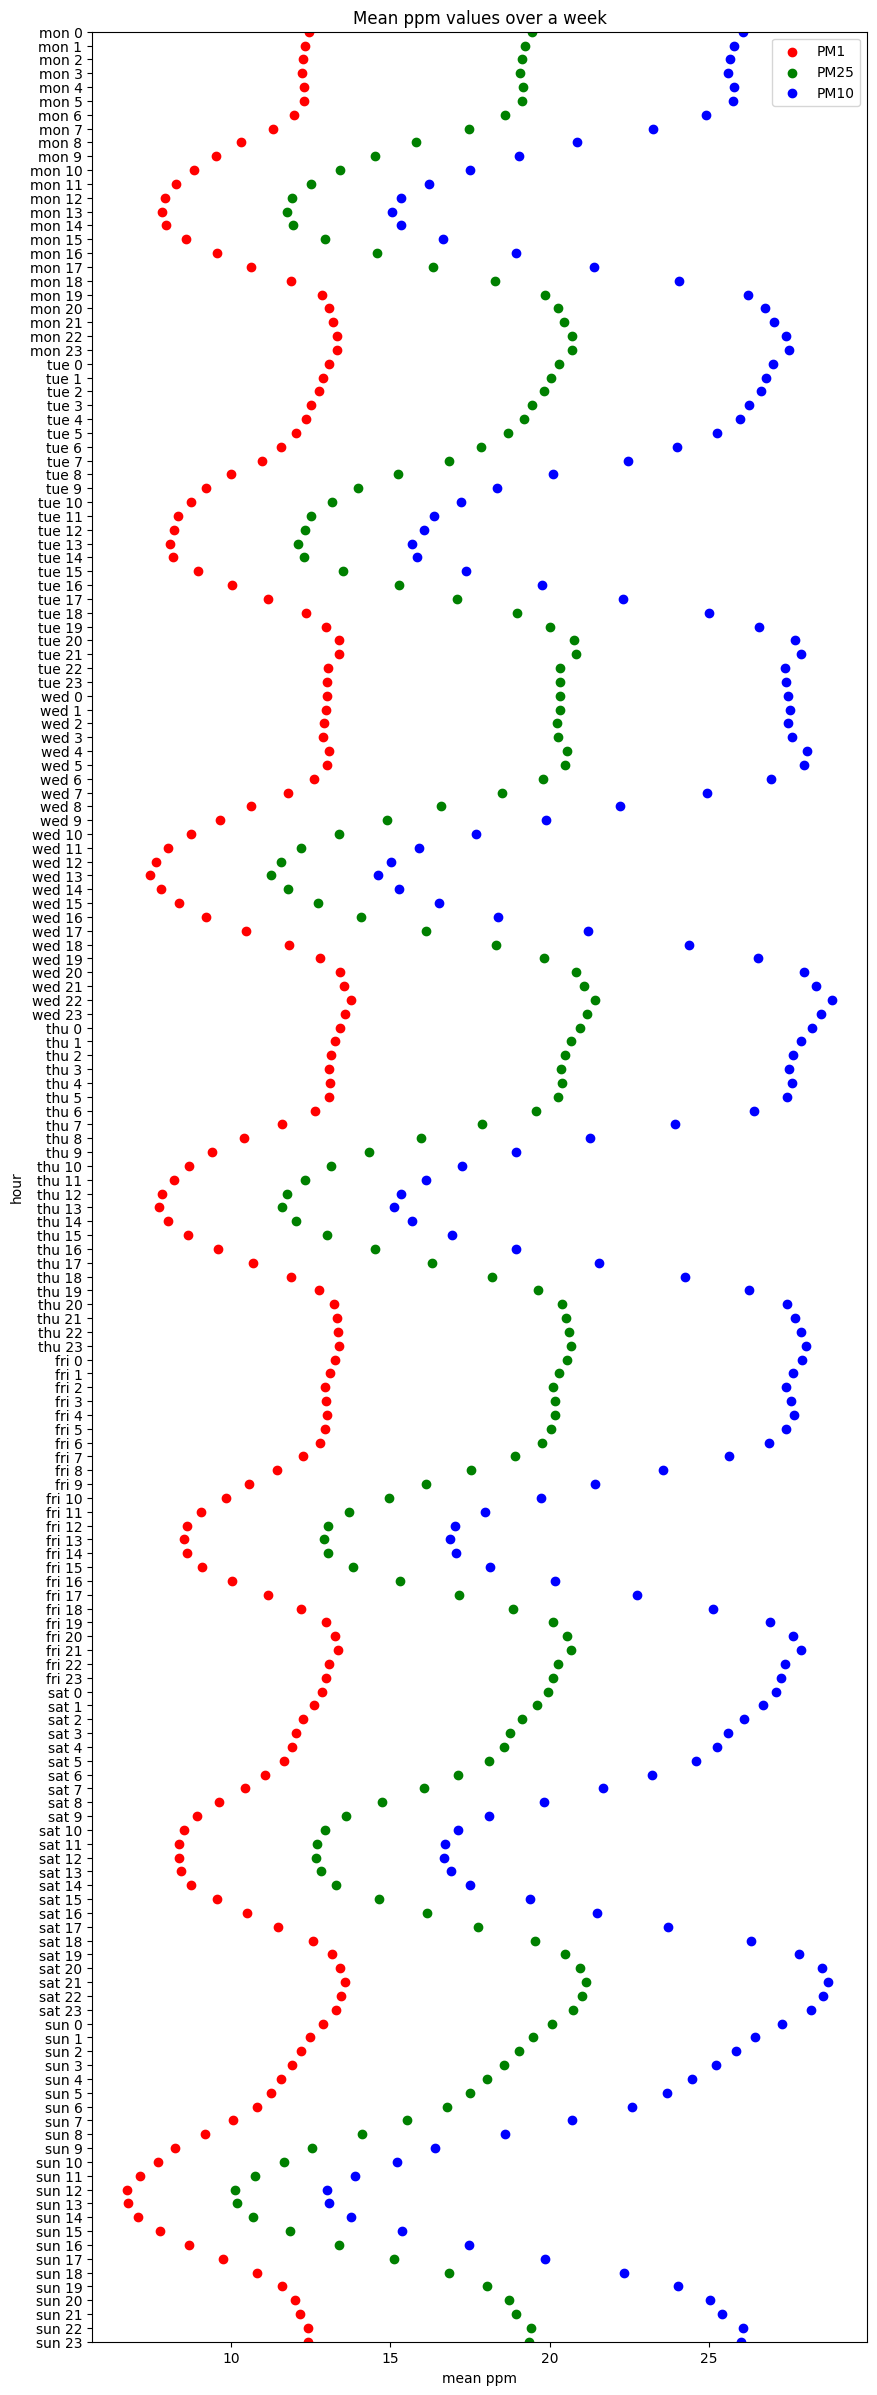 Mean ppm values over a week
PM1
PM25
PM10
mon 0
mon 1
mon 2
mon 3
mon 4
mon 5
mon 6
mon 7
mon 8
mon 9
mon 10
mon 11
mon 12
mon 13
mon 14
mon 15
mon 16
mon 17
mon 18
mon 19
mon 20
mon 21
mon 22
mon 23
tue 0
tue 1
tue 2
tue 3
tue 4
tue 5
tue 6
tue 7
tue 8
tue 9
tue 10
tue 11
tue 12
tue 13
tue 14
tue 15
tue 16
tue 17
tue 18
tue 19
tue 20
tue 21
tue 22
tue 23
wed 0
wed 1
wed 2
wed 3
wed 4
wed 5
wed 6
wed 7
wed 8
wed 9
wed 10
wed 11
wed 12
wed 13
wed 14
wed 15
wed 16
wed 17
wed 18
wed 19
wed 20
wed 21
wed 22
wed 23
thu 0
thu 1
thu 2
thu 3
thu 4
thu 5
thu 6
thu 7
thu 8
thu 9
thu 10
thu 11
thu 12
thu 13
thu 14
thu 15
thu 16
thu 17
thu 18
thu 19
thu 20
thu 21
thu 22
thu 23
fri 0
fri 1
fri 2
fri 3
fri 4
fri 5
fri 6
fri 7
fri 8
fri 9
fri 10
fri 11
fri 12
fri 13
fri 14
fri 15
fri 16
fri 17
fri 18
fri 19
fri 20
fri 21
fri 22
fri 23
sat 0
sat 1
sat 2
sat 3
sat 4
sat 5
sat 6
sat 7
sat 8
sat 9
sat 10
sat 11
sat 12
sat 13
sat 14
sat 15
sat 16
sat 17
sat 18
sat 19
sat 20
sat 21
sat 22
sat 23
sun 0
sun 1
sun 2
sun 3
sun 4
sun 5
sun 6
sun 7
sun 8
sun 9
sun 10
sun 11
sun 12
sun 13
sun 14
sun 15
sun 16
sun 17
sun 18
sun 19
sun 20
sun 21
sun 22
sun 23
hour
10 15 20 25
mean ppm